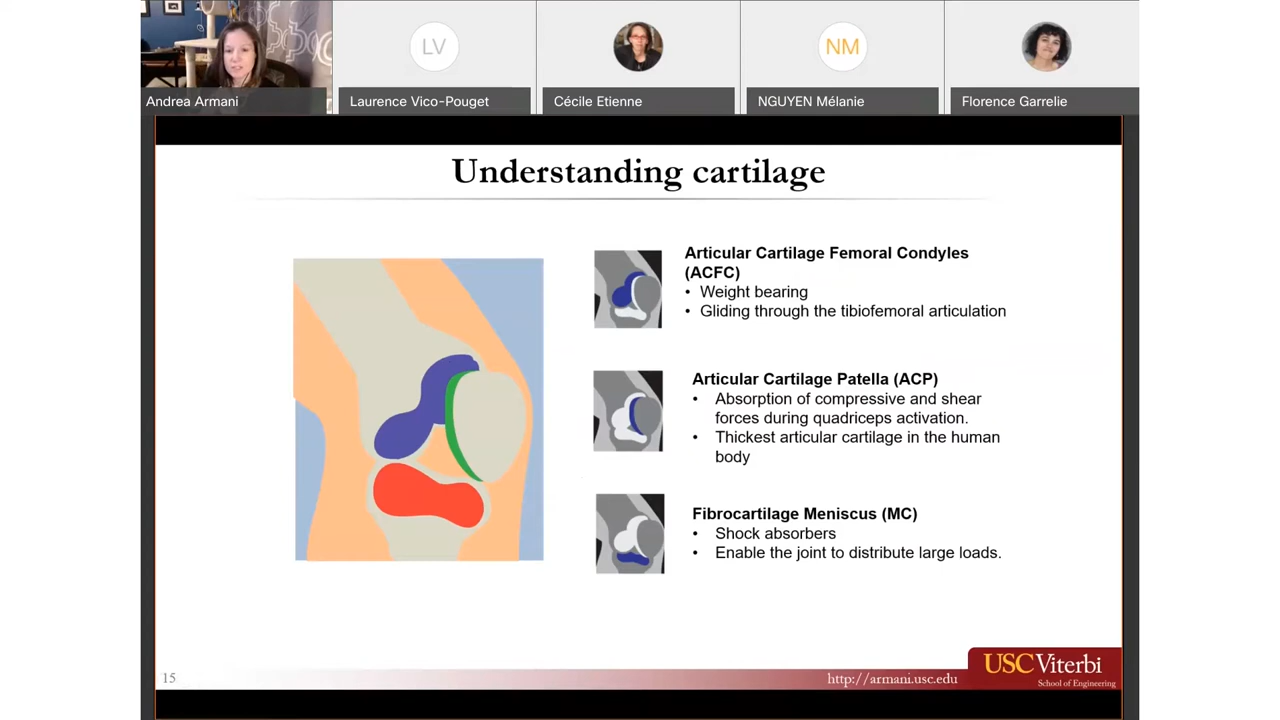 LV
NM
Andrea Armani
Laurence Vico-Pouget
Cécile Etienne
NGUYEN Mélanie
Florence Garrelie
Understanding cartilage
Articular Cartilage Femoral Condyles
(ACFC)
• Weight bearing
• Gliding through the tibiofemoral articulation
Articular Cartilage Patella (ACP)
• Absorption of compressive and shear
forces during quadriceps activation.
• Thickest articular cartilage in the human
body
Fibrocartilage Meniscus (MC)
• Shock absorbers
• Enable the joint to distribute large loads.
15
http://armani.usc.edu
USC Viterbi
School of Engineering